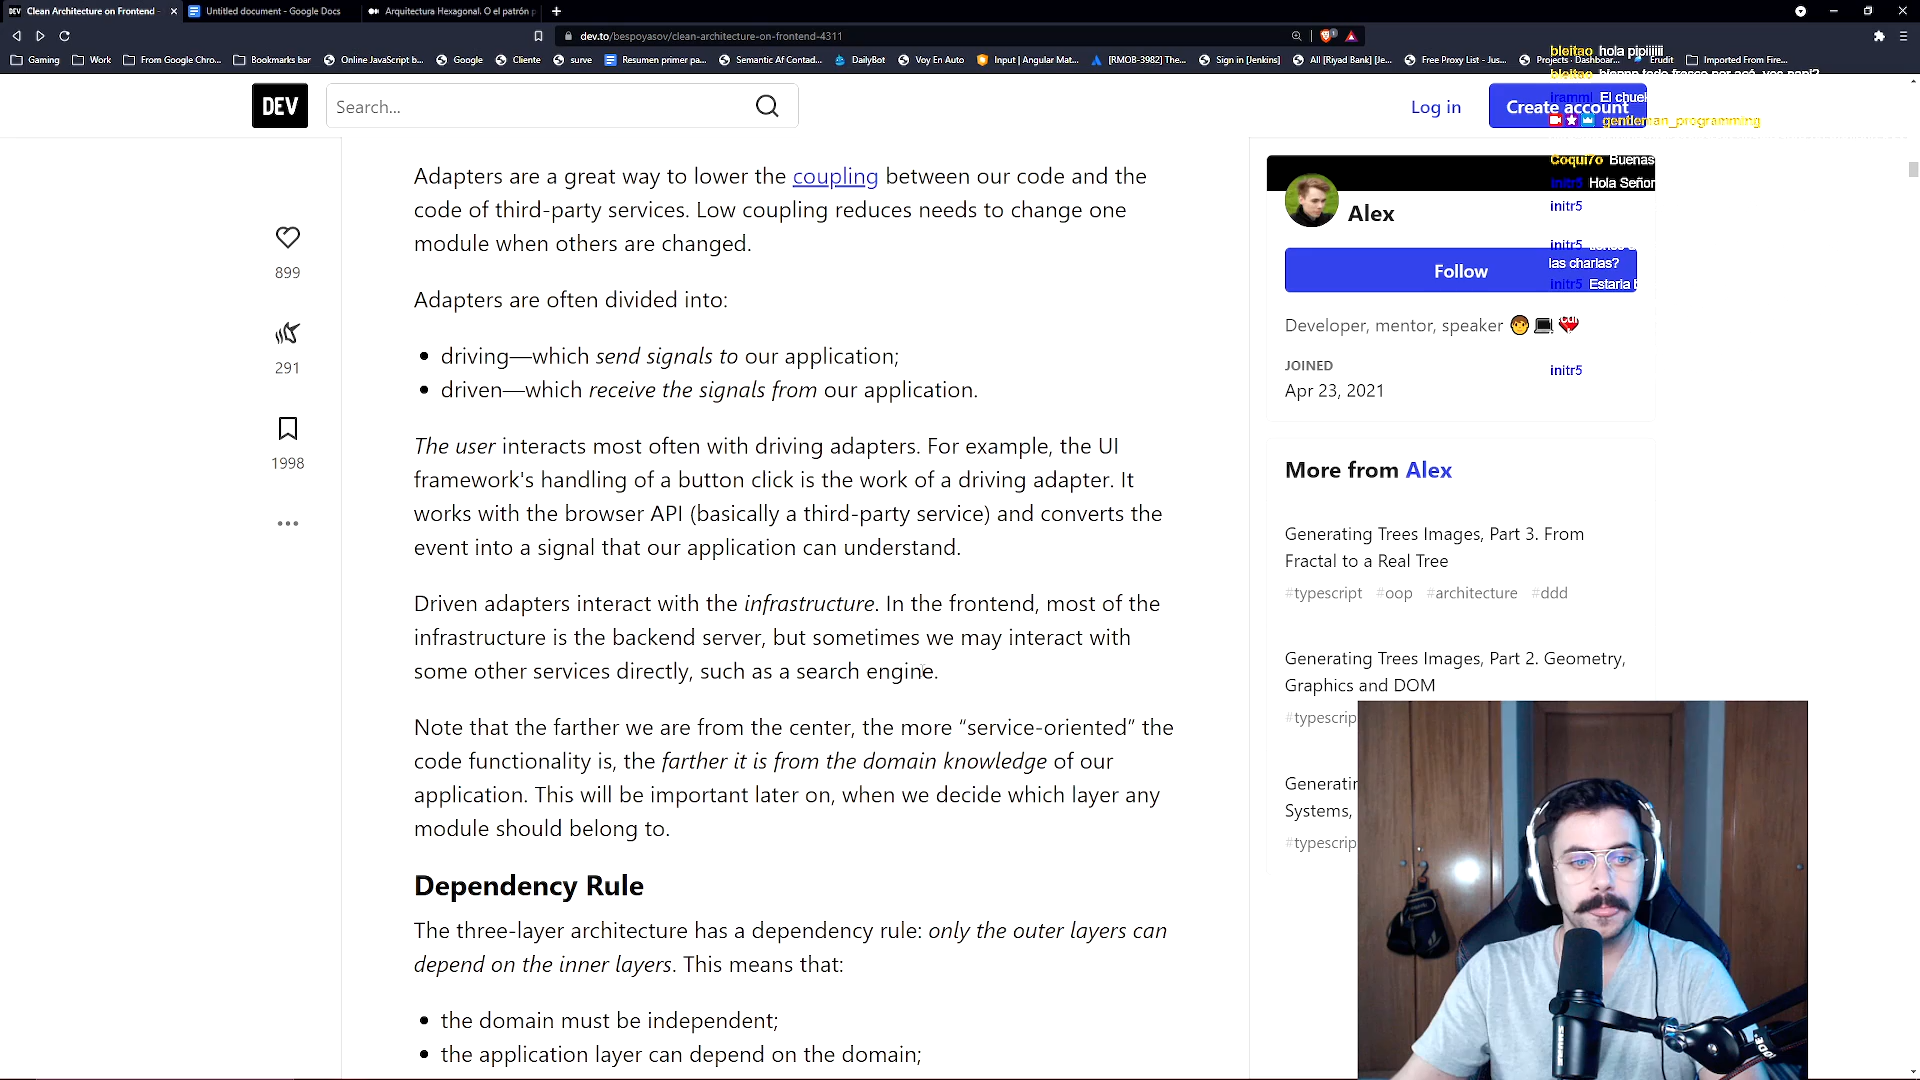 Clean Architecture on Frontend -
Untitled document - Google Docs
Arquitectura Hexagonal. O el patrón p
dev.to/bespoyasov/clean-architecture-on-frontend-4311
Gaming
Work
From Google Chro...
Bookmarks bar
Online JavaScript b...
Google
Cliente
surve
Resumen primer pa...
Semantic Af Contad...
DailyBot
Voy En Auto
Input | Angular Mat...
[RMOB-3982] [The...
Sign in [Jenkins]
All [Riyad Bank] [Je...
Free Proxy List - Jus...
Projects · Dashboar...
Erudit
Imported From Fire...
DEV
Search...
Log in
Create account
bleitao hola pipiiiiii
iramml El chuek
gentleman_programming
Coqui7o Buenas
initr5 Hola Señor
initr5
initr5
las charlas?
initr5 Estaria b
initr5
899
291
1998
Adapters are a great way to lower the coupling between our code and the
code of third-party services. Low coupling reduces needs to change one
module when others are changed.
Adapters are often divided into:
• driving—which send signals to our application;
• driven—which receive the signals from our application.
The user interacts most often with driving adapters. For example, the UI
framework's handling of a button click is the work of a driving adapter. It
works with the browser API (basically a third-party service) and converts the
event into a signal that our application can understand.
Driven adapters interact with the infrastructure. In the frontend, most of the
infrastructure is the backend server, but sometimes we may interact with
some other services directly, such as a search engine.
Note that the farther we are from the center, the more “service-oriented” the
code functionality is, the farther it is from the domain knowledge of our
application. This will be important later on, when we decide which layer any
module should belong to.
Dependency Rule
The three-layer architecture has a dependency rule: only the outer layers can
depend on the inner layers. This means that:
• the domain must be independent;
• the application layer can depend on the domain;
Alex
Follow
Developer, mentor, speaker
JOINED
Apr 23, 2021
More from Alex
Generating Trees Images, Part 3. From
Fractal to a Real Tree
#typescript #oop #architecture #ddd
Generating Trees Images, Part 2. Geometry,
Graphics and DOM
#typescrip
Generatin
Systems,
#typescrip